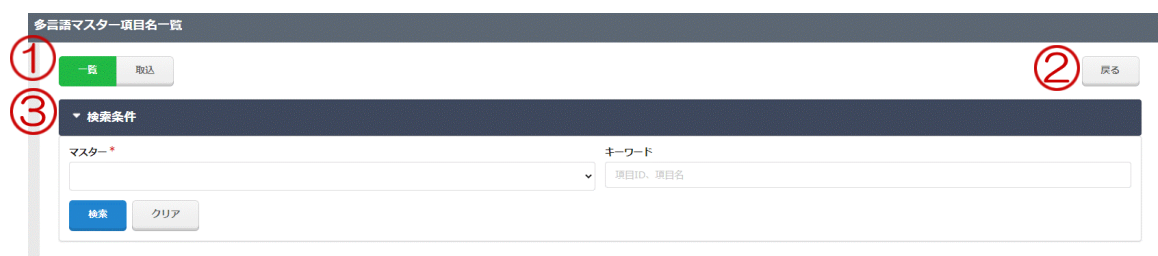 多言語マスター項目名一覧
① 一覧 取込 ② 戻る
③ 検索条件
マスター* キーワード
項目ID、項目名
検索 クリア